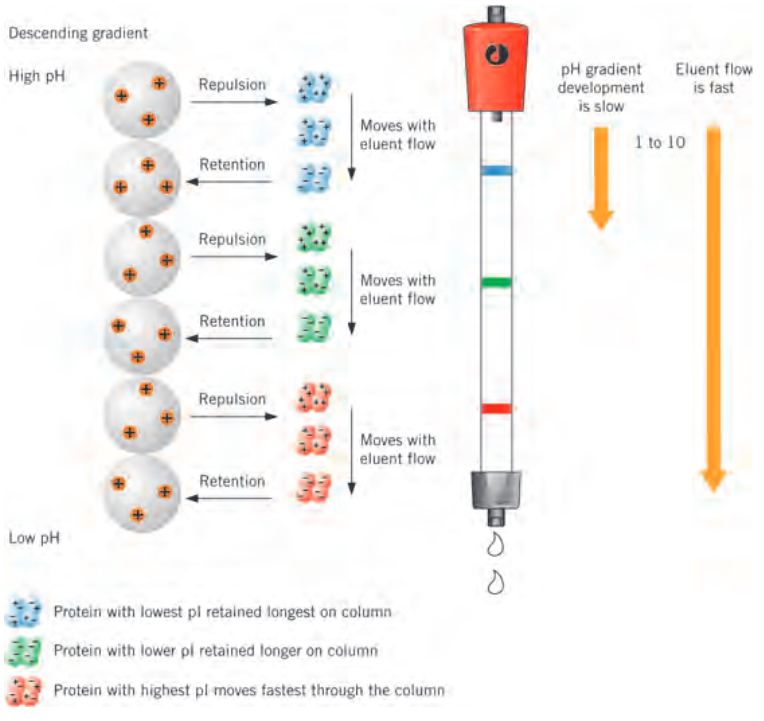 Descending gradient
High pH
Repulsion
Moves with
eluent flow
Retention
Repulsion
Moves with
eluent flow
Retention
Repulsion
Moves with
eluent flow
Retention
Low pH
pH gradient
development
is slow
Eluent flow
is fast
1 to 10
Protein with lowest pI retained longest on column
Protein with lower pI retained longer on column
Protein with highest pI moves fastest through the column